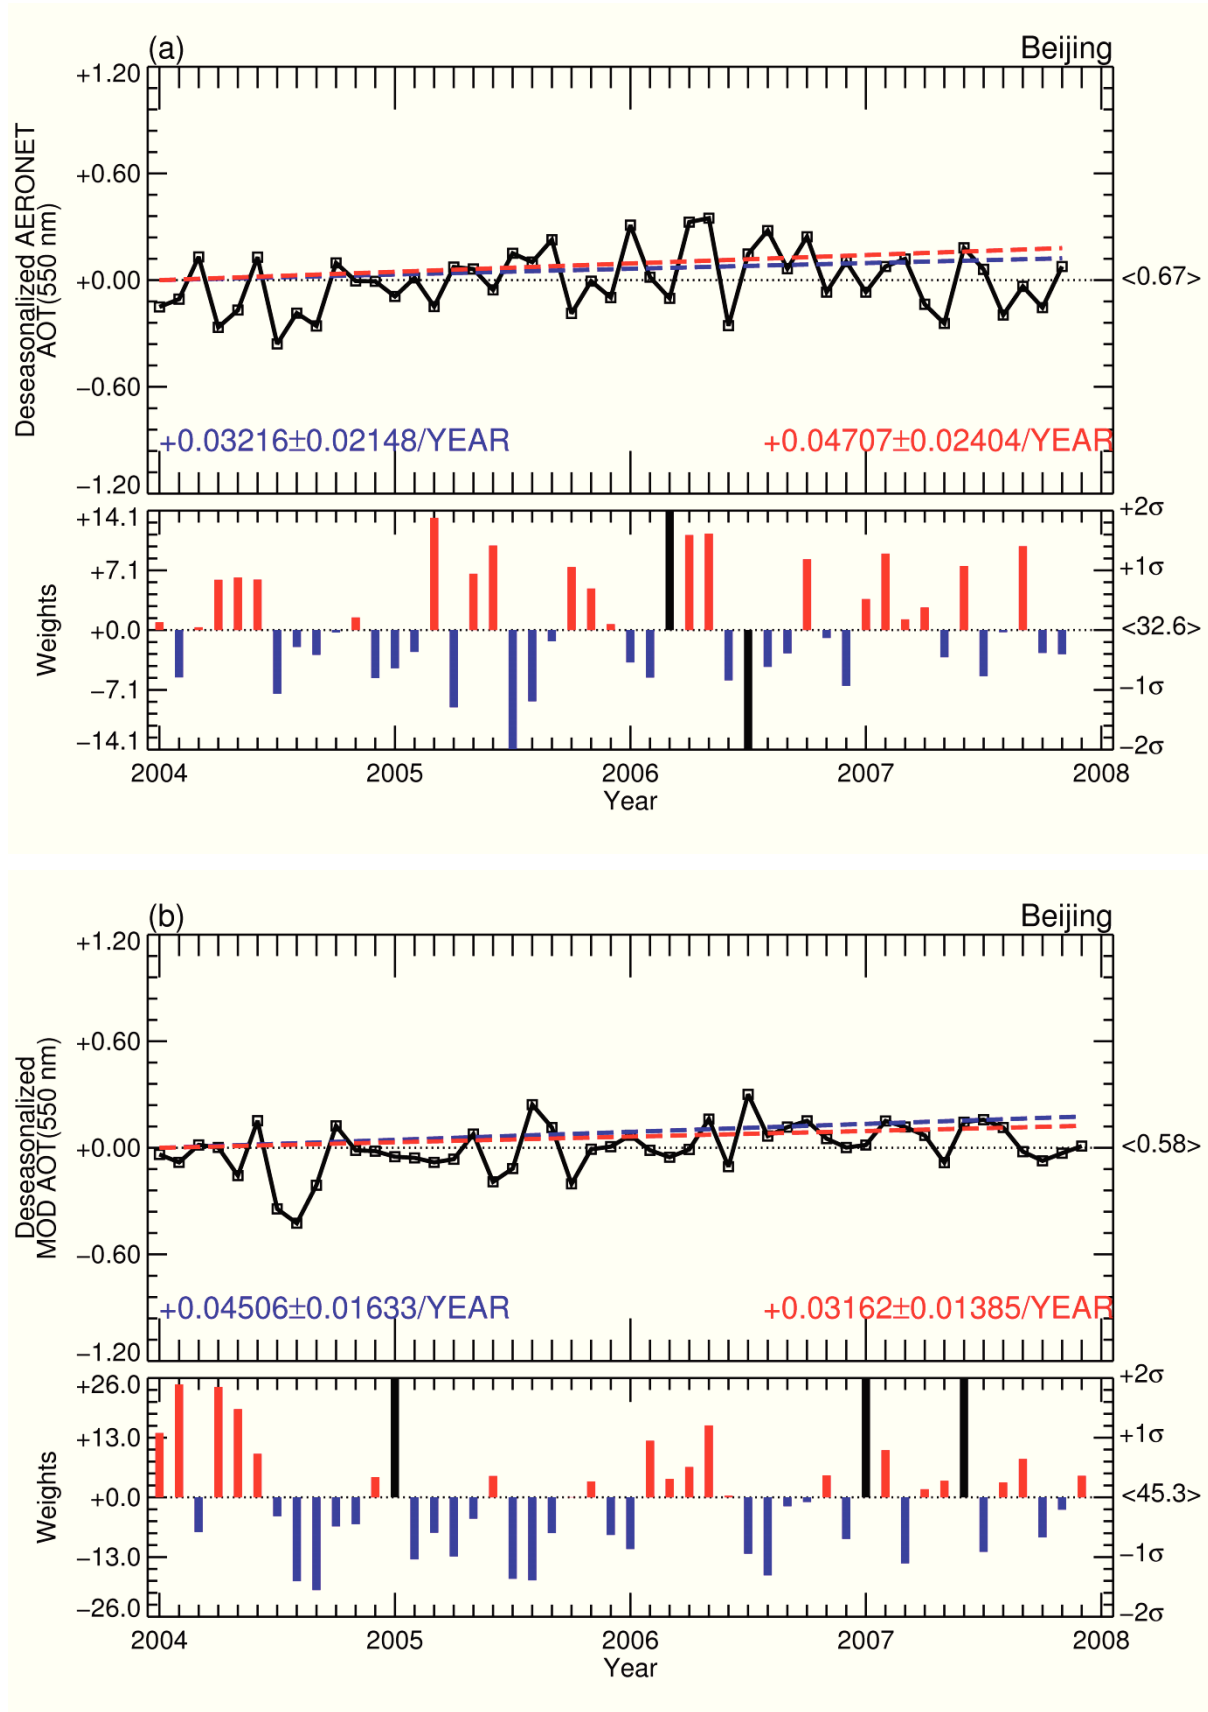 (a) Beijing
+1.20
+0.60
+0.00
−0.60
−1.20
Deseasonalized AERONET
AOT(550 nm)
<0.67>
+0.03216±0.02148/YEAR +0.04707±0.02404/YEAR
+14.1
+7.1
+0.0
−7.1
−14.1
Weights
+2σ
+1σ
<32.6>
−1σ
−2σ
2004 2005 2006 2007 2008
Year
(b) Beijing
+1.20
+0.60
+0.00
−0.60
−1.20
Deseasonalized
MOD AOT(550 nm)
<0.58>
+0.04506±0.01633/YEAR +0.03162±0.01385/YEAR
+26.0
+13.0
+0.0
−13.0
−26.0
Weights
+2σ
+1σ
<45.3>
−1σ
−2σ
2004 2005 2006 2007 2008
Year